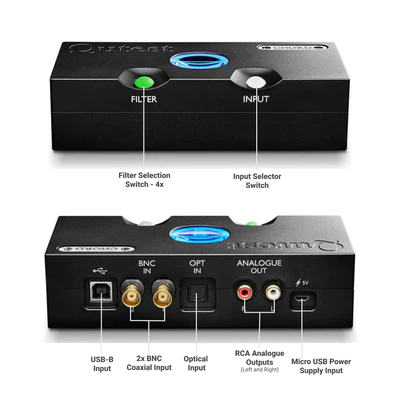 Qutest
CHORD
FILTER
INPUT
Filter Selection
Switch - 4x
Input Selector
Switch
CHORD
Qutest
BNC
IN
OPT
IN
ANALOGUE
OUT
5V
USB-B
Input
2x BNC
Coaxial Input
Optical
Input
RCA Analogue
Outputs
(Left and Right)
Micro USB Power
Supply Input